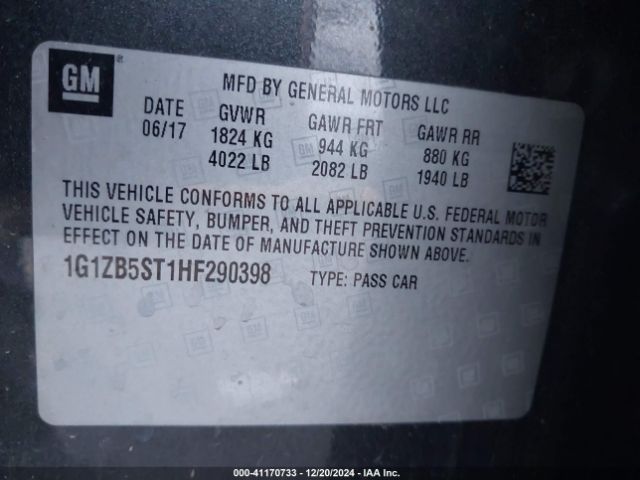 GM ®
MFD BY GENERAL MOTORS LLC
DATE GVWR GAWR FRT GAWR RR
06/17 1824 KG 944 KG 880 KG
4022 LB 2082 LB 1940 LB
THIS VEHICLE CONFORMS TO ALL APPLICABLE U.S. FEDERAL MOTOR
VEHICLE SAFETY, BUMPER, AND THEFT PREVENTION STANDARDS IN
EFFECT ON THE DATE OF MANUFACTURE SHOWN ABOVE.
1G1ZB5ST1HF290398 TYPE: PASS CAR
000-41170733 - 12/20/2024 - IAA Inc.